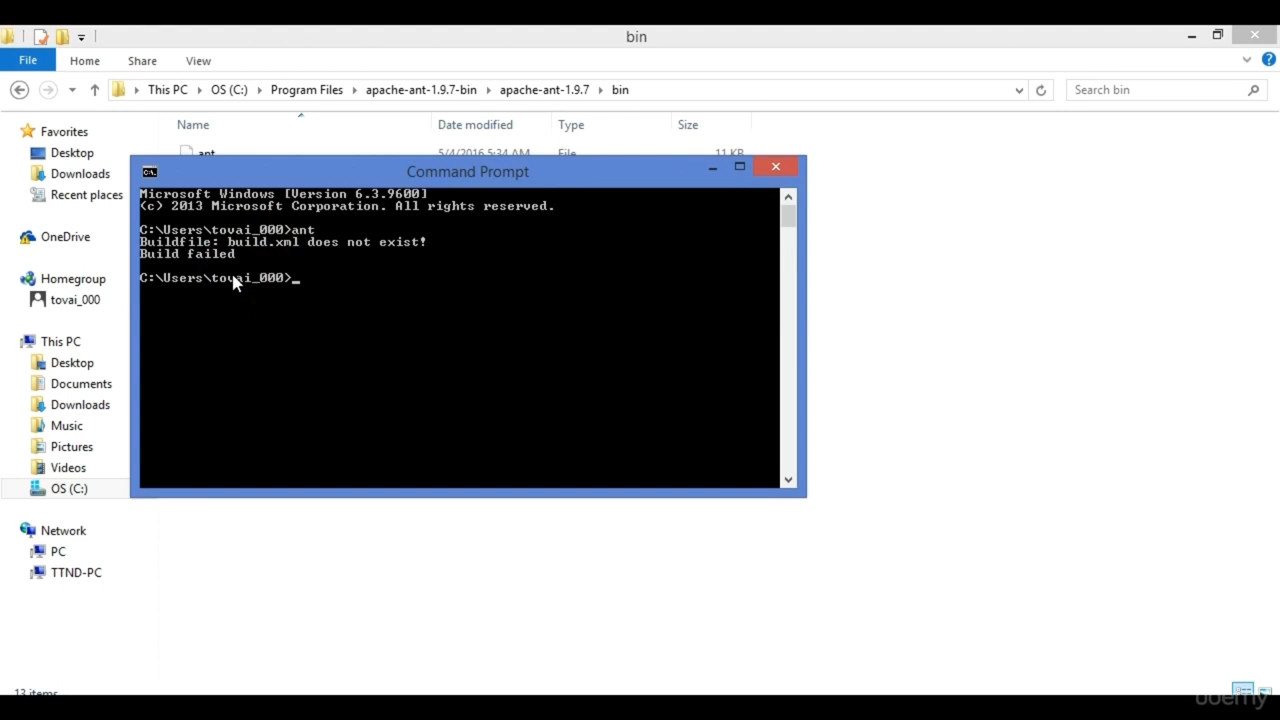 bin
File Home Share View
This PC OS (C:) Program Files apache-ant-1.9.7-bin apache-ant-1.9.7 bin
Search bin
Name Date modified Type Size
ant 5/4/2016 5:34 AM File 11 KB
Favorites
Desktop
Downloads
Recent places
OneDrive
Homegroup
tovai_000
This PC
Desktop
Documents
Downloads
Music
Pictures
Videos
OS (C:)
Network
PC
TTND-PC
13 items
C:\.
Command Prompt
Microsoft Windows [Version 6.3.9600]
(c) 2013 Microsoft Corporation. All rights reserved.
C:\Users\tovai_000>ant
Buildfile: build.xml does not exist!
Build failed
C:\Users\tovai_000>_
udemy